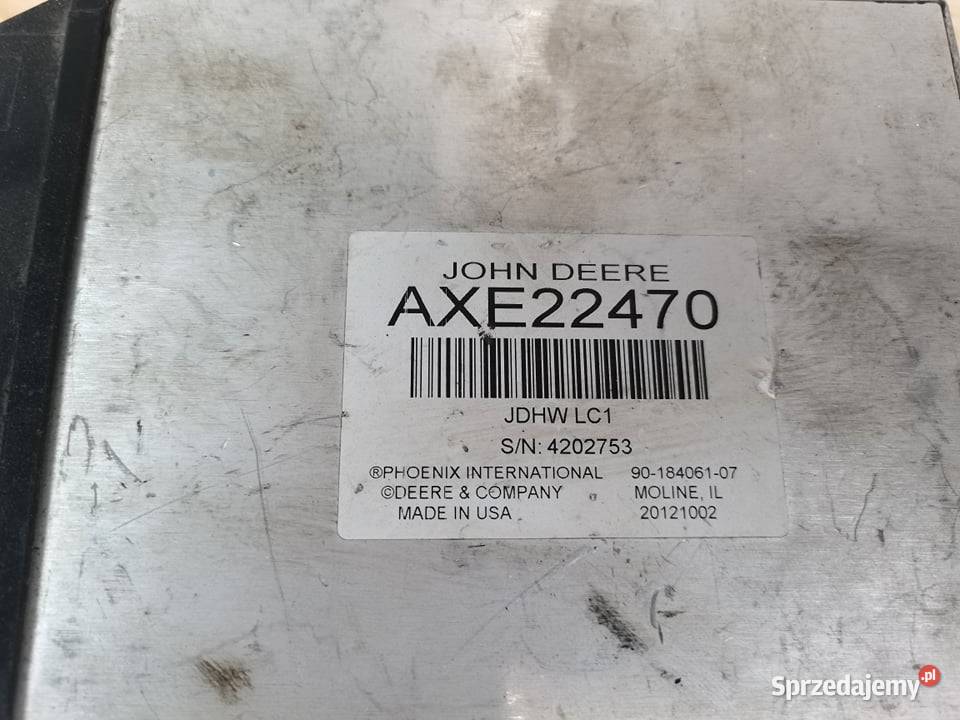 JOHN DEERE
AXE22470
JDHW LC1
S/N: 4202753
®PHOENIX INTERNATIONAL 90-184061-07
©DEERE & COMPANY MOLINE, IL
MADE IN USA 20121002
Sprzedajemy.pl